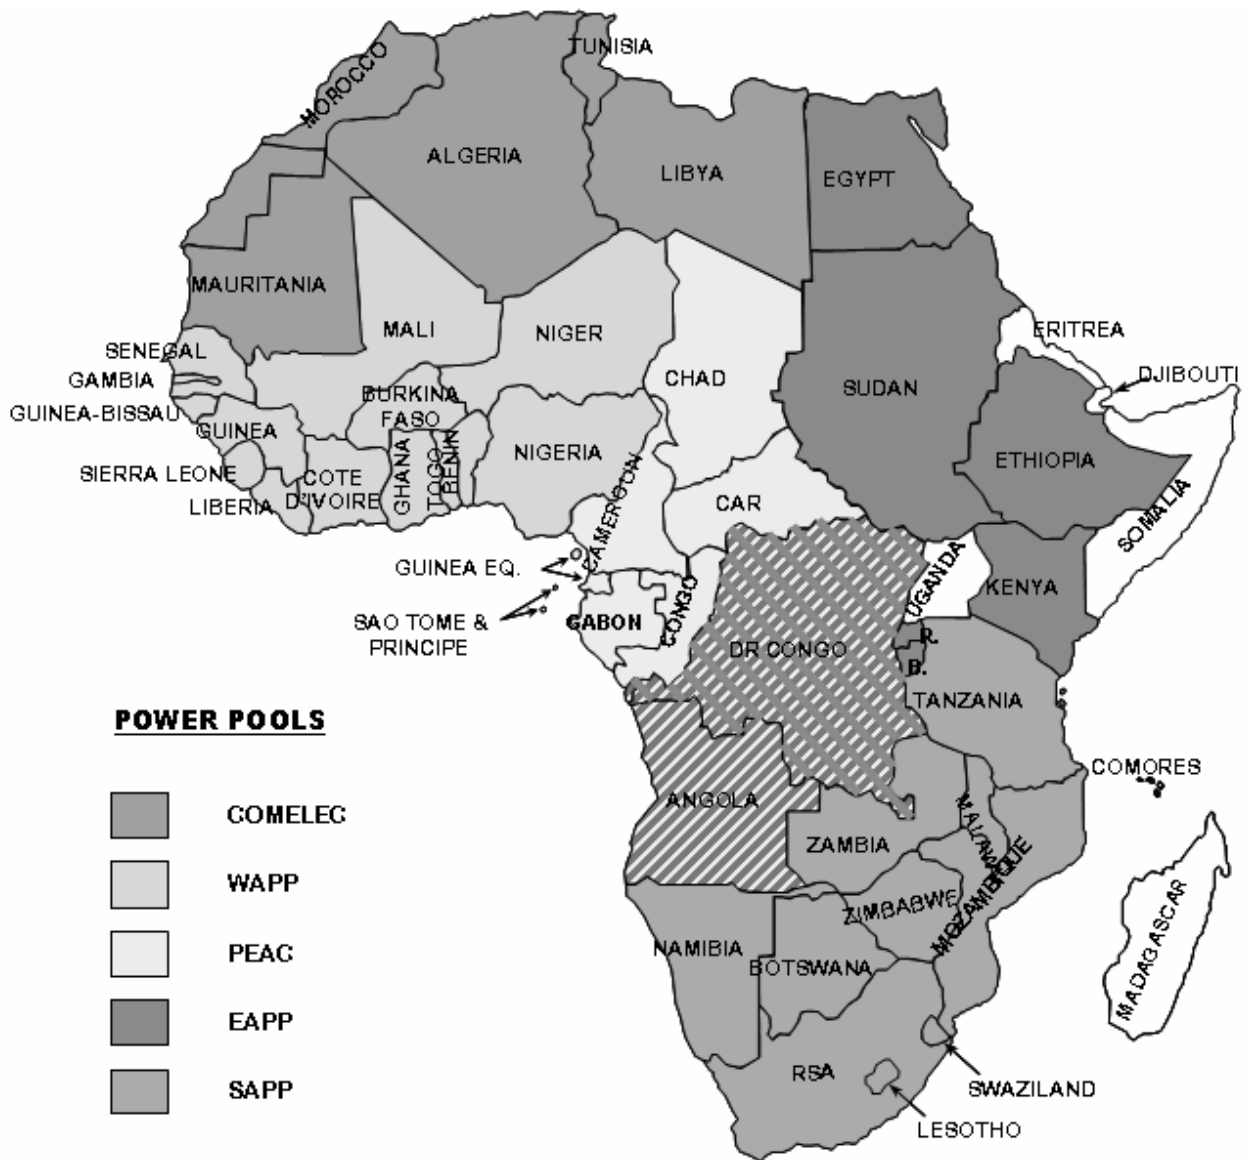 MOROCCO
TUNISIA
ALGERIA
LIBYA
EGYPT
MAURITANIA
MALI
NIGER
CHAD
SUDAN
ERITREA
DJIBOUTI
SENEGAL
GAMBIA
GUINEA-BISSAU
GUINEA
SIERRA LEONE
LIBERIA
COTE
D'IVOIRE
BURKINA
FASO
GHANA
TOGO
BENIN
NIGERIA
CAMEROON
CAR
ETHIOPIA
SOMALIA
GUINEA EQ.
SAO TOME &
PRINCIPE
GABON
CONGO
DR CONGO
UGANDA
KENYA
R.
B.
TANZANIA
COMORES
ANGOLA
ZAMBIA
MALAWI
MOZAMBIQUE
ZIMBABWE
NAMIBIA
BOTSWANA
MADAGASCAR
RSA
SWAZILAND
LESOTHO
POWER POOLS
COMELEC
WAPP
PEAC
EAPP
SAPP